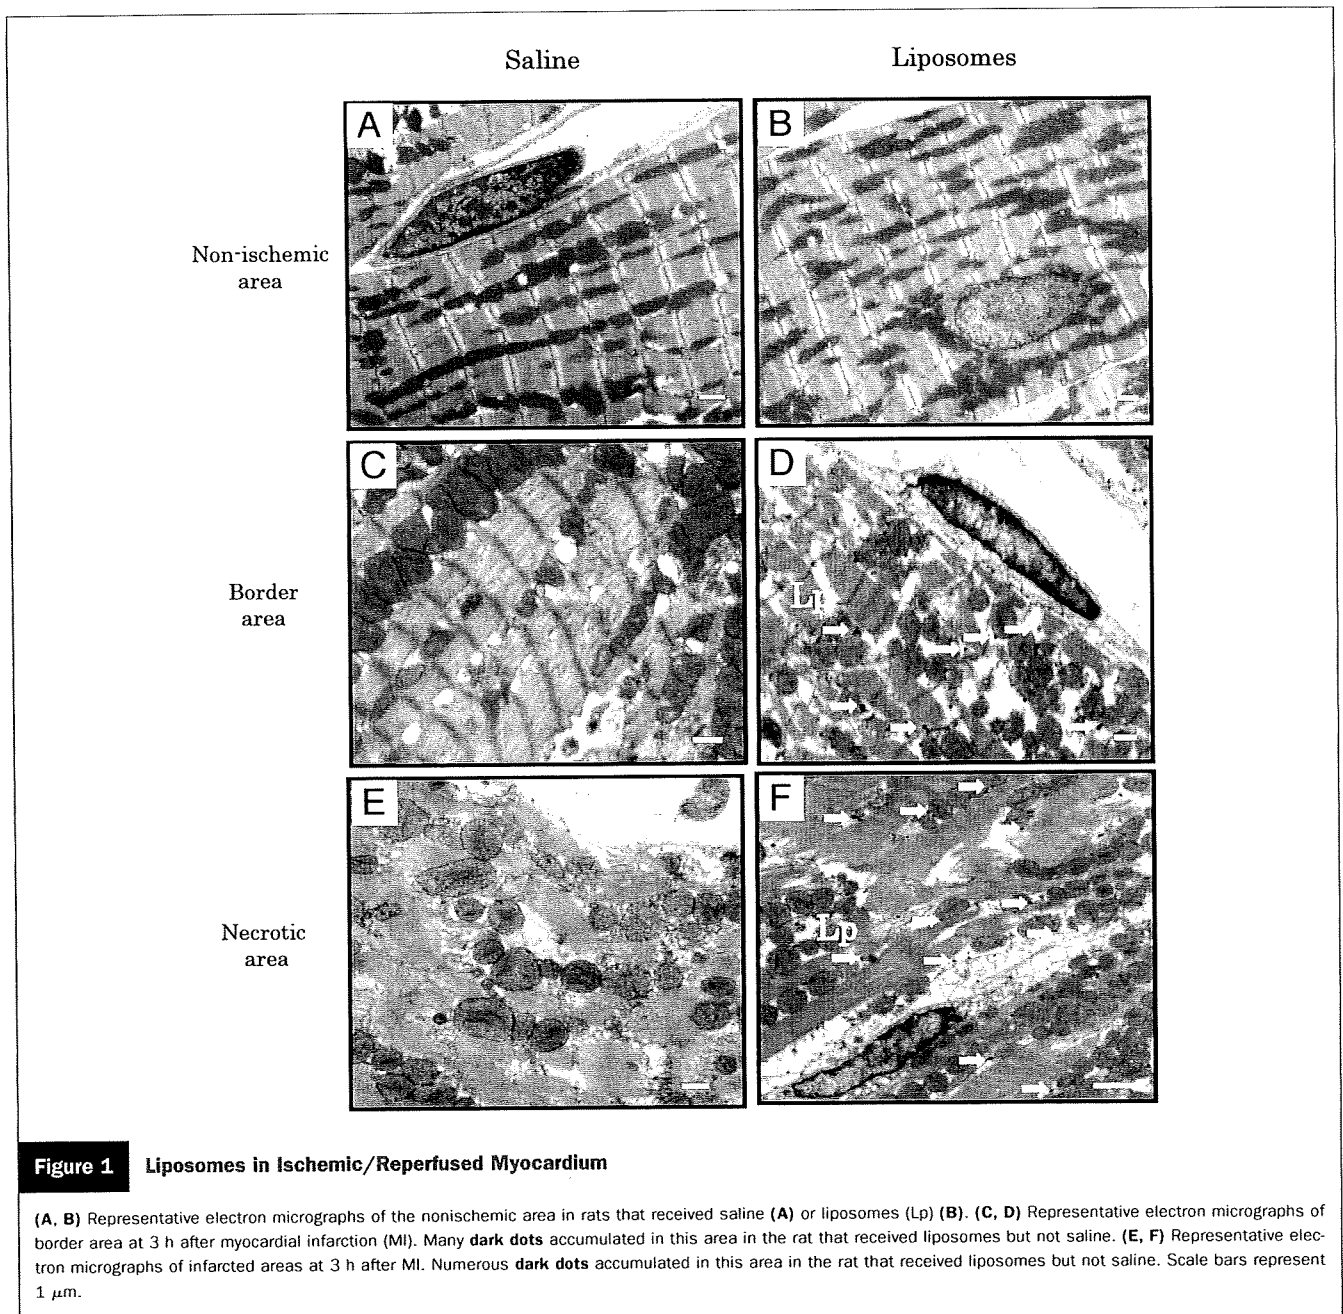 Saline
Liposomes
A
B
Non-ischemic
area
C
D
Lp
Border
area
E
F
Lp
Necrotic
area
Figure 1
Liposomes in Ischemic/Reperfused Myocardium
(A, B) Representative electron micrographs of the nonischemic area in rats that received saline (A) or liposomes (Lp) (B). (C, D) Representative electron micrographs of
border area at 3 h after myocardial infarction (MI). Many dark dots accumulated in this area in the rat that received liposomes but not saline. (E, F) Representative elec-
tron micrographs of infarcted areas at 3 h after MI. Numerous dark dots accumulated in this area in the rat that received liposomes but not saline. Scale bars represent
1 μm.